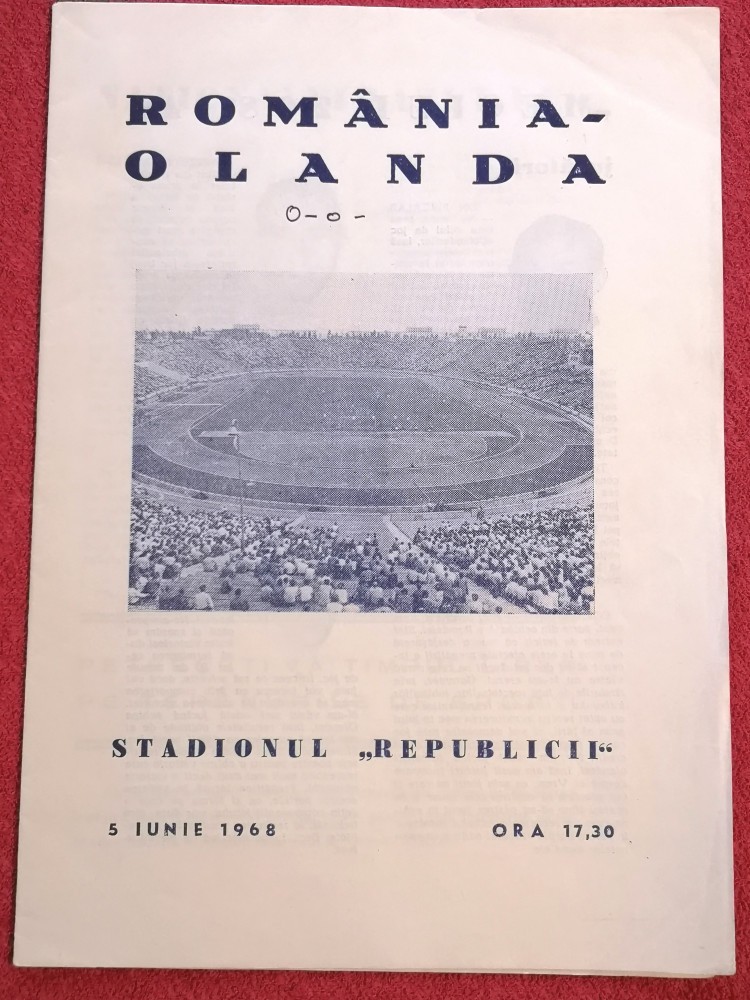 ROMÂNIA-
OLANDA
0-0-
STADIONUL „REPUBLICII“
5 IUNIE 1968 ORA 17,30